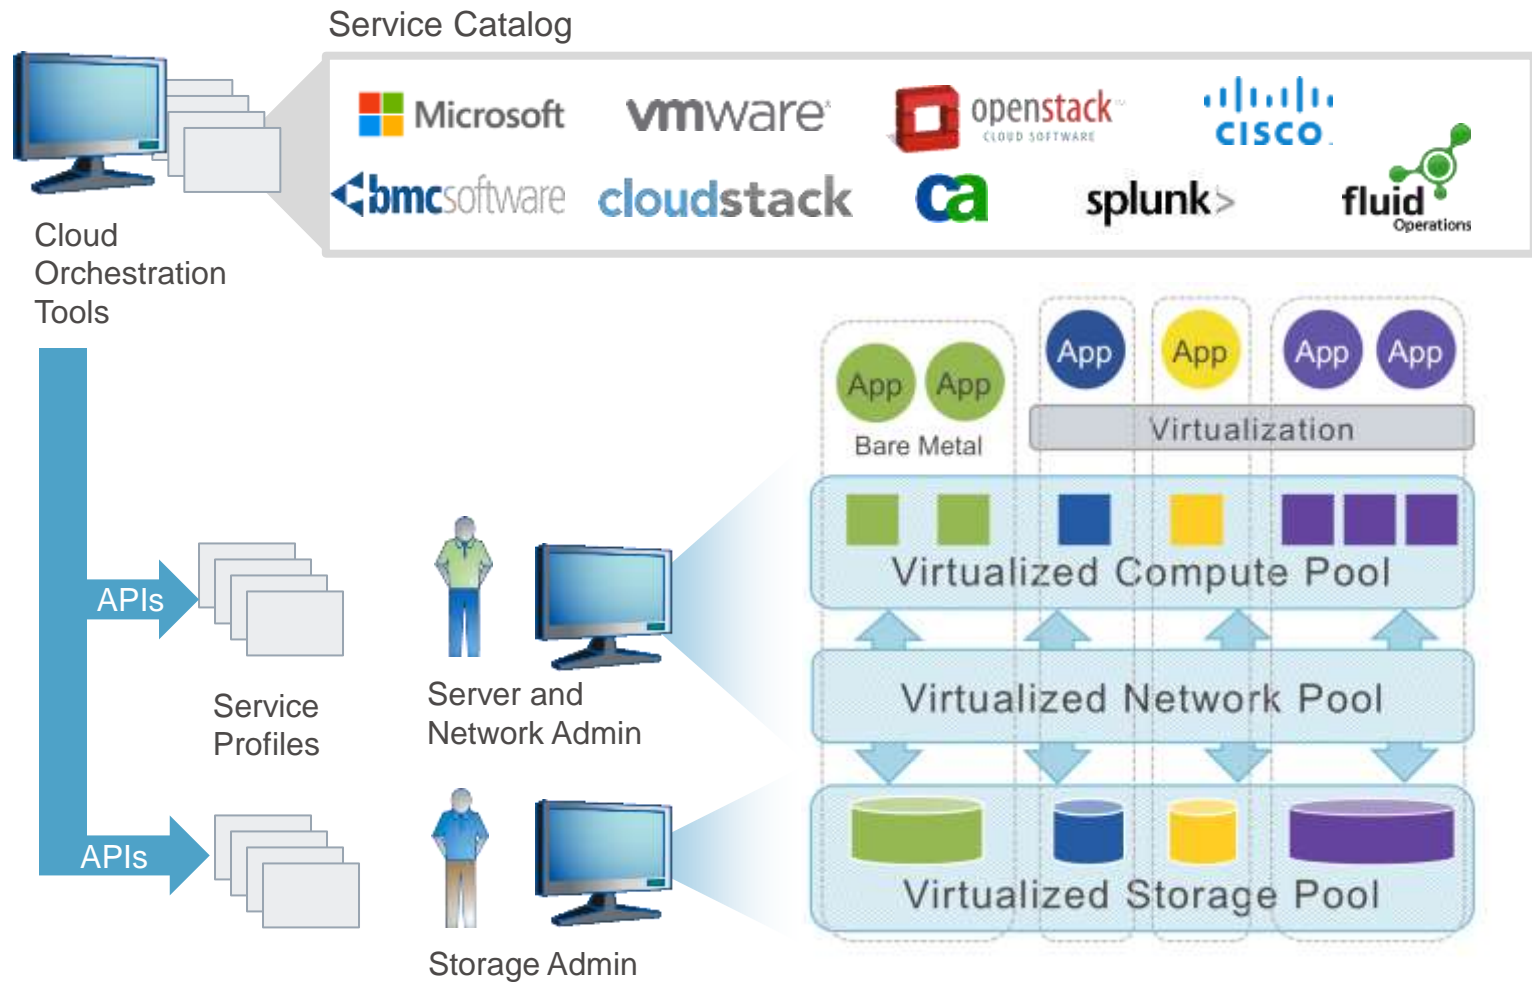 Service Catalog
Microsoft
vmware
openstack
CLOUD SOFTWARE
CISCO
bmcsoftware
cloudstack
ca
splunk>
fluid
Operations
Cloud
Orchestration
Tools
App App App App App App
Bare Metal
Virtualization
Virtualized Compute Pool
APIs
Service
Profiles
Server and
Network Admin
Virtualized Network Pool
APIs
Virtualized Storage Pool
Storage Admin